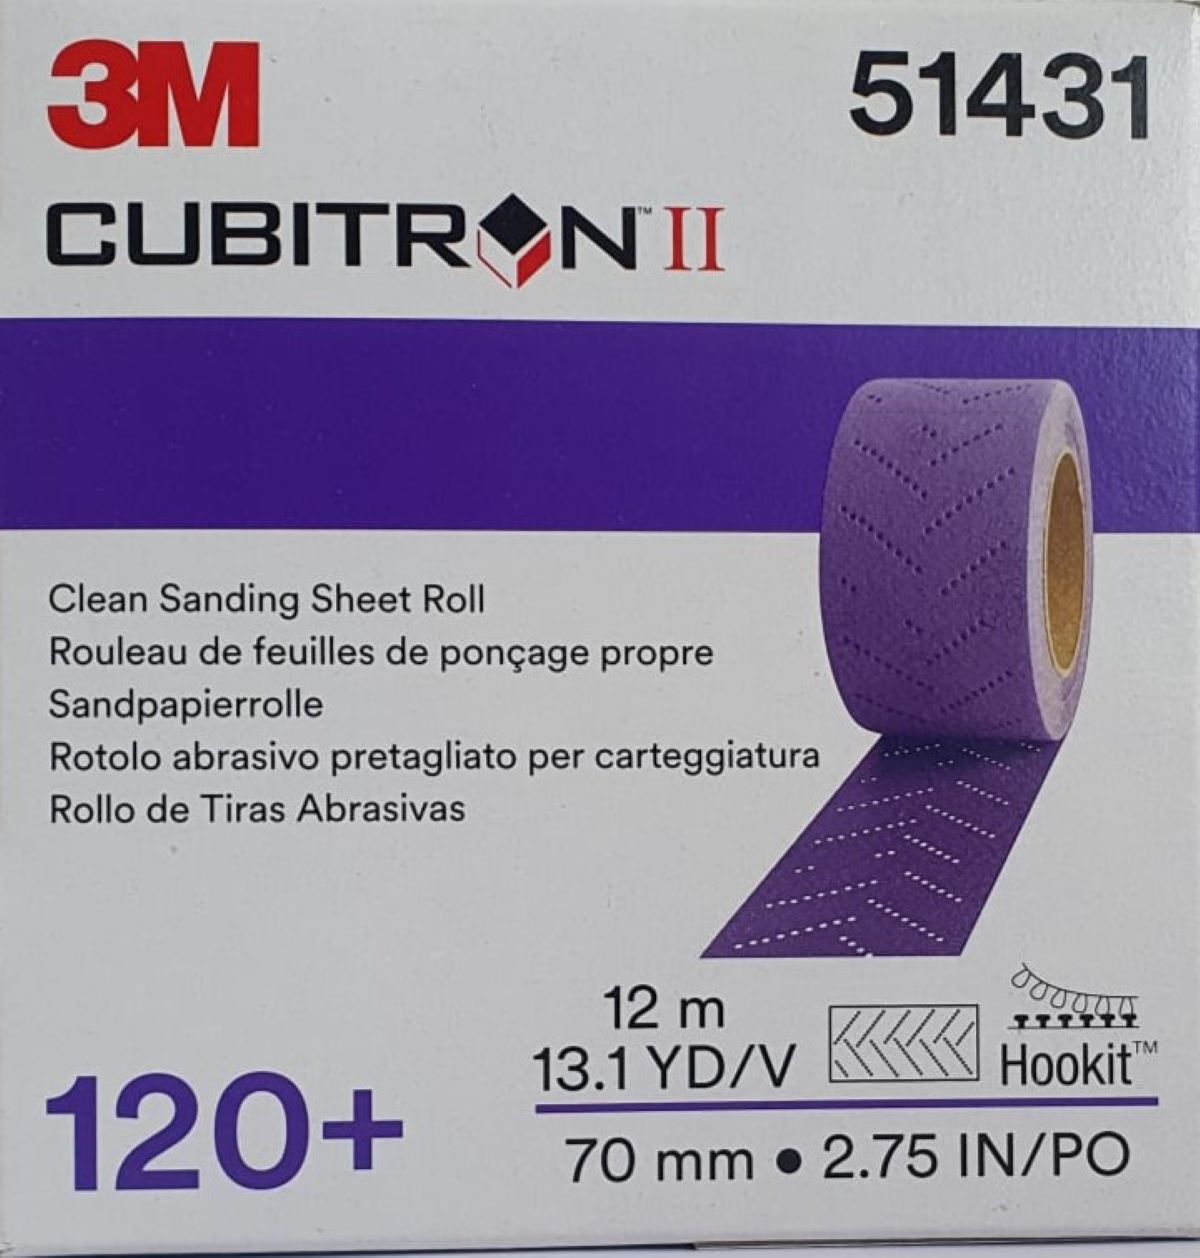 3M
51431
CUBITRON™ II
Clean Sanding Sheet Roll
Rouleau de feuilles de ponçage propre
Sandpapierrolle
Rotolo abrasivo pretagliato per carteggiatura
Rollo de Tiras Abrasivas
12 m
13.1 YD/V
Hookit™
120+
70 mm • 2.75 IN/PO